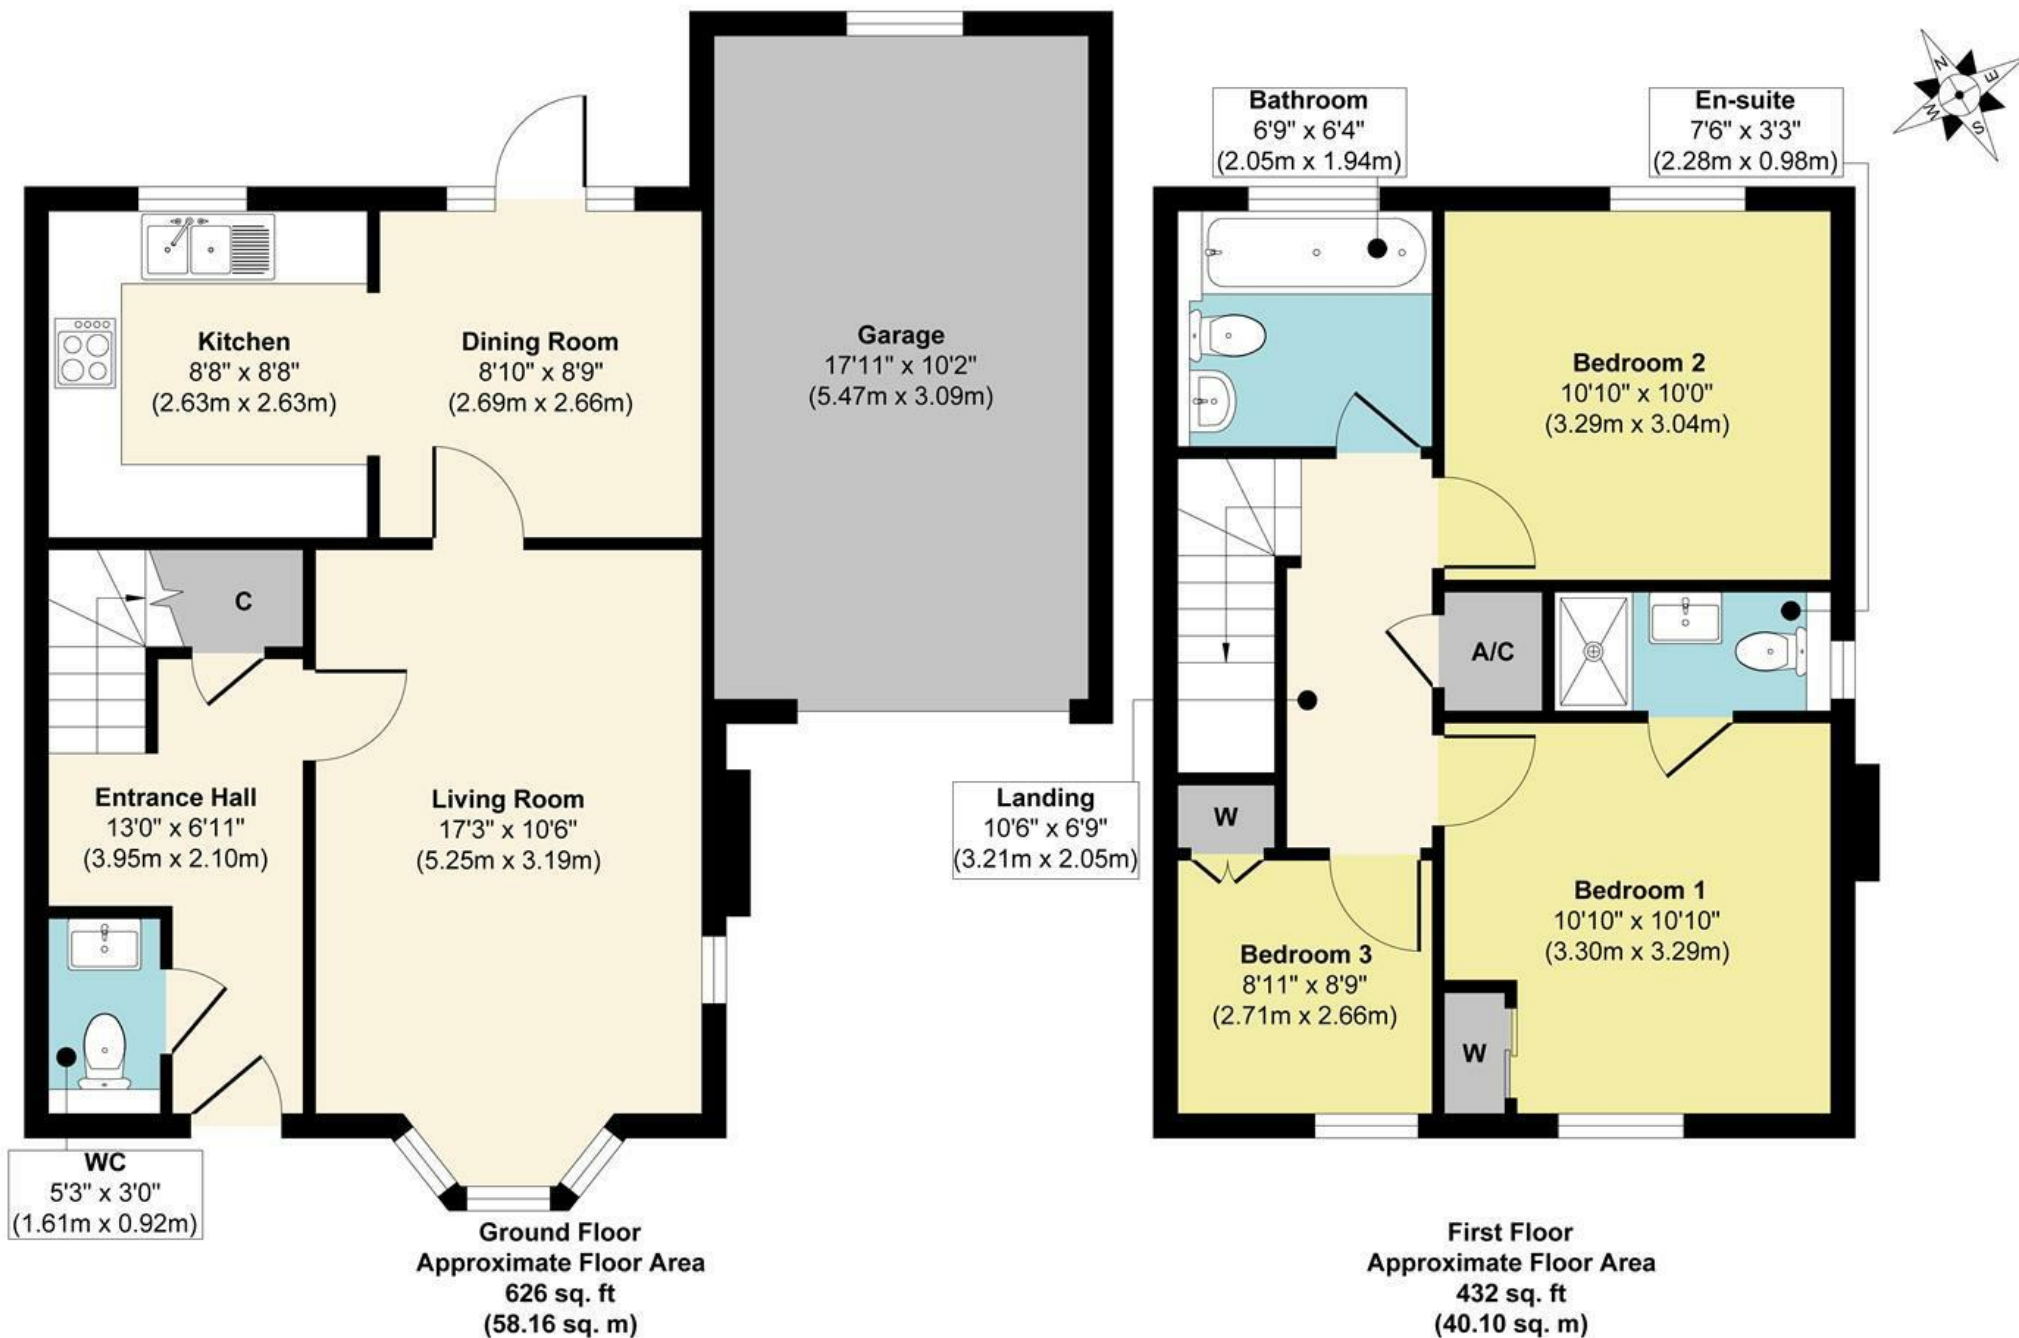 Bathroom
6'9" x 6'4"
(2.05m x 1.94m)
En-suite
7'6" x 3'3"
(2.28m x 0.98m)
N
E
S
W
Kitchen
8'8" x 8'8"
(2.63m x 2.63m)
Dining Room
8'10" x 8'9"
(2.69m x 2.66m)
Garage
17'11" x 10'2"
(5.47m x 3.09m)
Bedroom 2
10'10" x 10'0"
(3.29m x 3.04m)
C
A/C
Entrance Hall
13'0" x 6'11"
(3.95m x 2.10m)
Living Room
17'3" x 10'6"
(5.25m x 3.19m)
Landing
10'6" x 6'9"
(3.21m x 2.05m)
W
Bedroom 1
10'10" x 10'10"
(3.30m x 3.29m)
Bedroom 3
8'11" x 8'9"
(2.71m x 2.66m)
W
WC
5'3" x 3'0"
(1.61m x 0.92m)
Ground Floor
Approximate Floor Area
626 sq. ft
(58.16 sq. m)
First Floor
Approximate Floor Area
432 sq. ft
(40.10 sq. m)